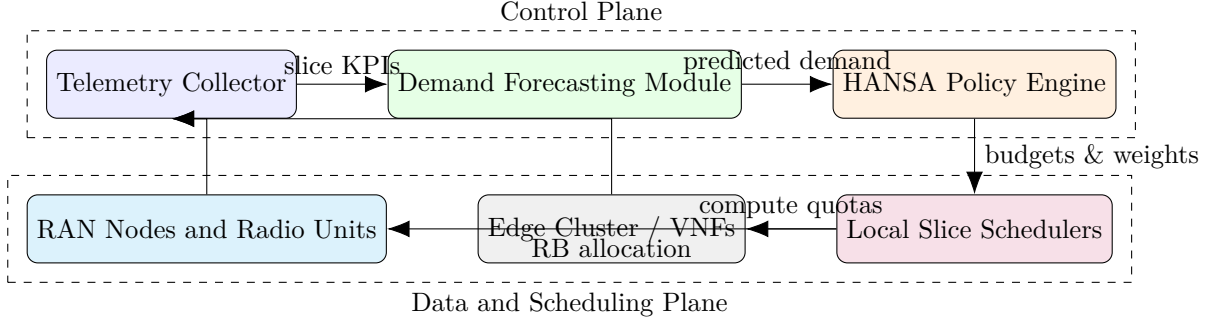 Control Plane
Telemetry Collector
slice KPIs
Demand Forecasting Module
predicted demand
HANSA Policy Engine
budgets & weights
RAN Nodes and Radio Units
Edge Cluster / VNFs
RB allocation
compute quotas
Local Slice Schedulers
Data and Scheduling Plane